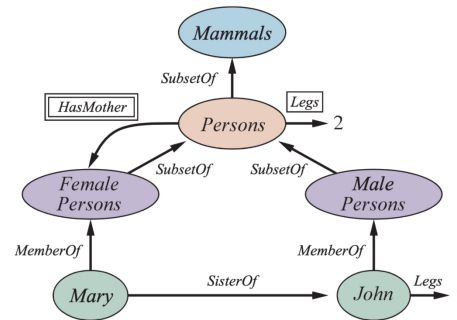 Mammals
SubsetOf
HasMother
Legs
Persons
2
SubsetOf
SubsetOf
Female
Persons
Male
Persons
MemberOf
MemberOf
SisterOf
Legs
Mary
John